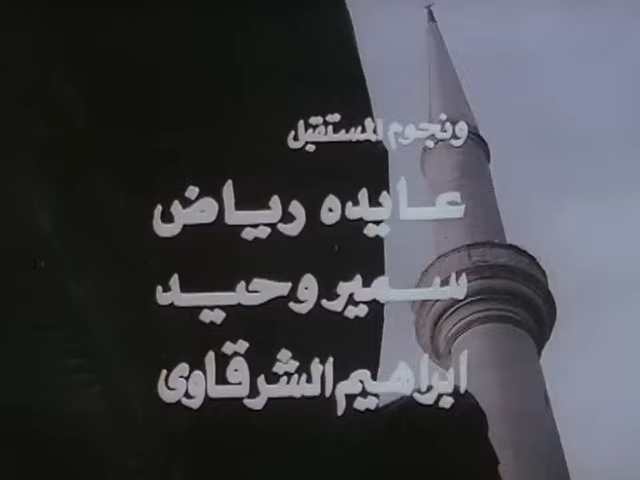 ونجوم المستقبل
عايده رياض
سمير وحيد
ابراهيم الشرقاوى